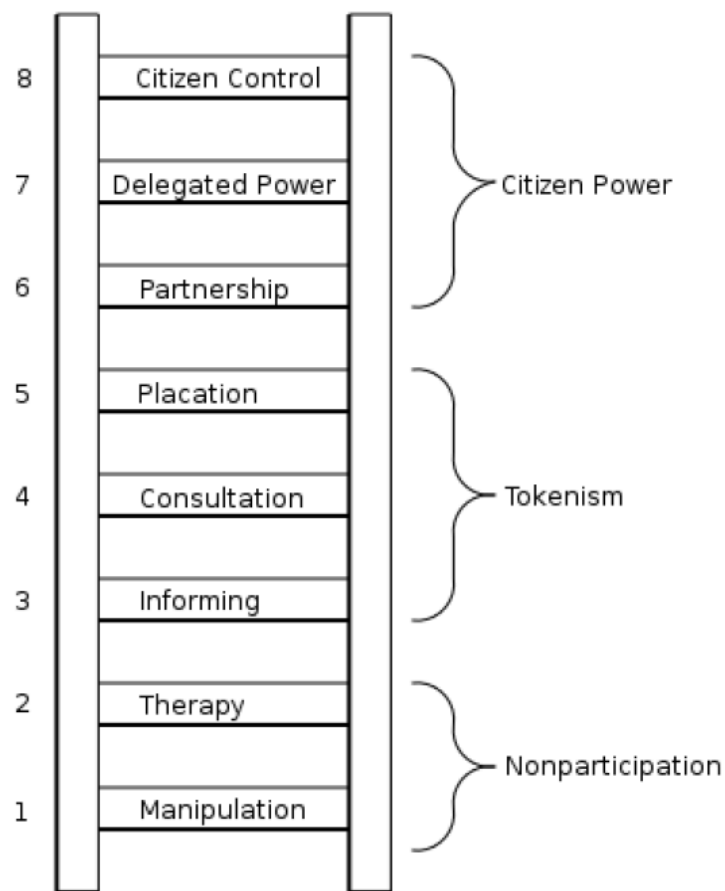 8 Citizen Control
7 Delegated Power
Citizen Power
6 Partnership
5 Placation
4 Consultation
Tokenism
3 Informing
2 Therapy
Nonparticipation
1 Manipulation